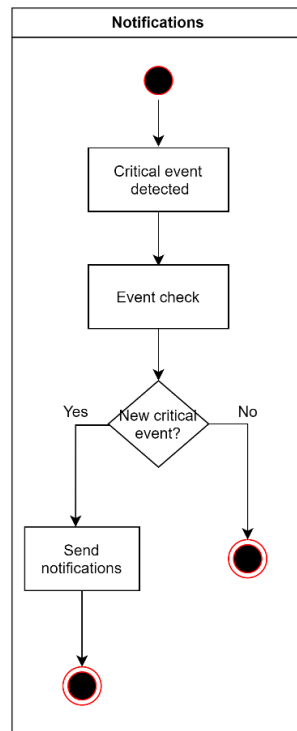 Notifications
Critical event
detected
Event check
New critical
event?
Yes
No
Send
notifications